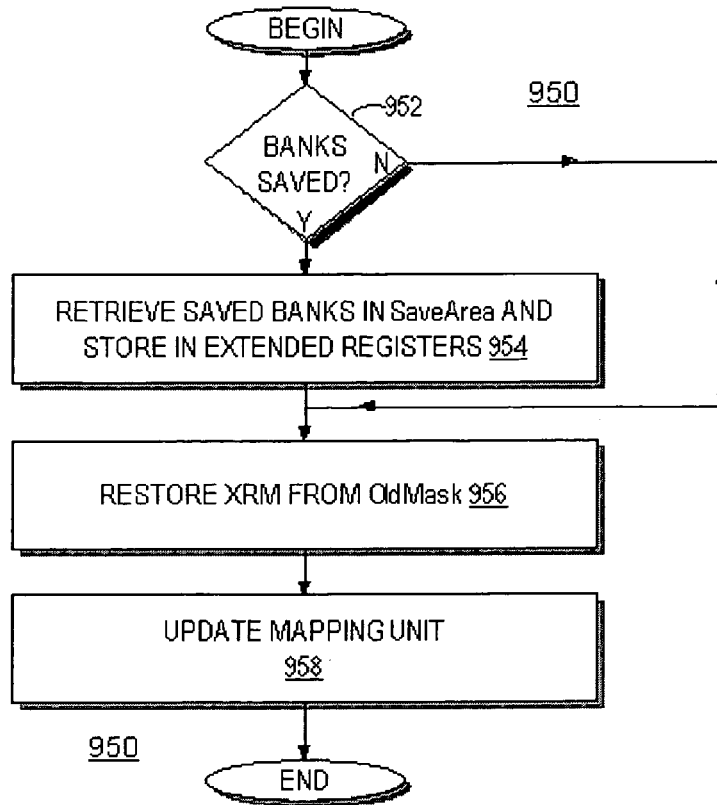 BEGIN
952
950
BANKS
SAVED?
N
Y
RETRIEVE SAVED BANKS IN SaveArea AND
STORE IN EXTENDED REGISTERS 954
RESTORE XRM FROM OldMask 956
UPDATE MAPPING UNIT
958
950
END